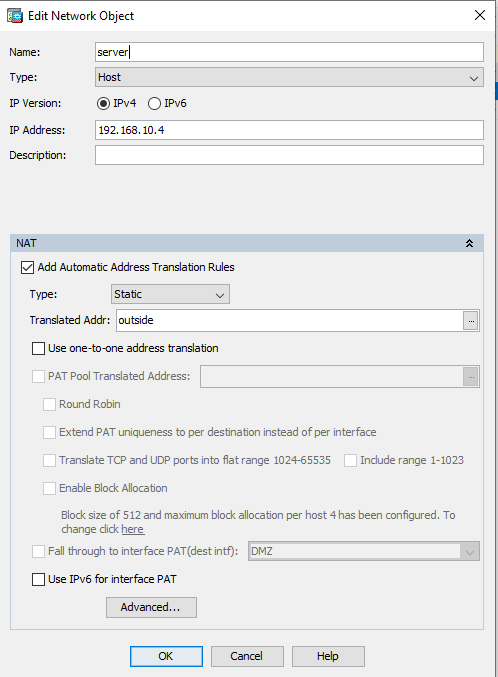 Edit Network Object
Name: server
Type: Host
IP Version: IPv4 IPv6
IP Address: 192.168.10.4
Description:
NAT
Add Automatic Address Translation Rules
Type: Static
Translated Addr: outside ...
Use one-to-one address translation
PAT Pool Translated Address: ...
Round Robin
Extend PAT uniqueness to per destination instead of per interface
Translate TCP and UDP ports into flat range 1024-65535 Include range 1-1023
Enable Block Allocation
Block size of 512 and maximum block allocation per host 4 has been configured. To
change click here
Fall through to interface PAT(dest intf): DMZ
Use IPv6 for interface PAT
Advanced...
OK Cancel Help